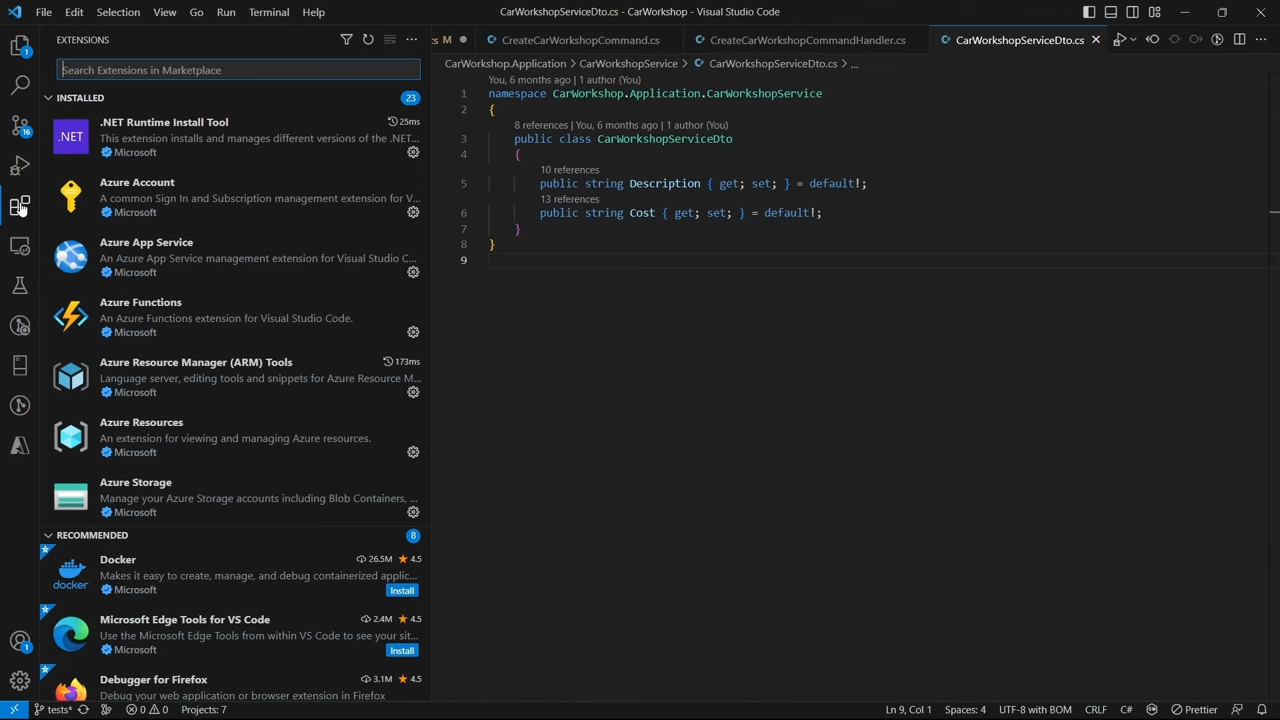 File Edit Selection View Go Run Terminal Help
CarWorkshopServiceDto.cs - CarWorkshop - Visual Studio Code
EXTENSIONS
Search Extensions in Marketplace
INSTALLED 23
.NET
.NET Runtime Install Tool 25ms
This extension installs and manages different versions of the .NET...
Microsoft
Azure Account
A common Sign In and Subscription management extension for V...
Microsoft
Azure App Service
An Azure App Service management extension for Visual Studio C...
Microsoft
Azure Functions
An Azure Functions extension for Visual Studio Code.
Microsoft
Azure Resource Manager (ARM) Tools 173ms
Language server, editing tools and snippets for Azure Resource M...
Microsoft
Azure Resources
An extension for viewing and managing Azure resources.
Microsoft
Azure Storage
Manage your Azure Storage accounts including Blob Containers, ...
Microsoft
RECOMMENDED 8
Docker 26.5M 4.5
Makes it easy to create, manage, and debug containerized applic...
docker
Microsoft Install
Microsoft Edge Tools for VS Code 2.4M 4.5
Use the Microsoft Edge Tools from within VS Code to see your sit...
Microsoft Install
Debugger for Firefox 3.1M 4.5
Debug your web application or browser extension in Firefox
1
16
1
cs M CreateCarWorkshopCommand.cs CreateCarWorkshopCommandHandler.cs CarWorkshopServiceDto.cs
CarWorkshop.Application > CarWorkshopService > CarWorkshopServiceDto.cs > ...
You, 6 months ago | 1 author (You)
1 namespace CarWorkshop.Application.CarWorkshopService
2 {
8 references | You, 6 months ago | 1 author (You)
3 public class CarWorkshopServiceDto
4 {
10 references
5 public string Description { get; set; } = default!;
13 references
6 public string Cost { get; set; } = default!;
7 }
8 }
9
tests* 0 0 Projects: 7 Ln 9, Col 1 Spaces: 4 UTF-8 with BOM CRLF C# Prettier